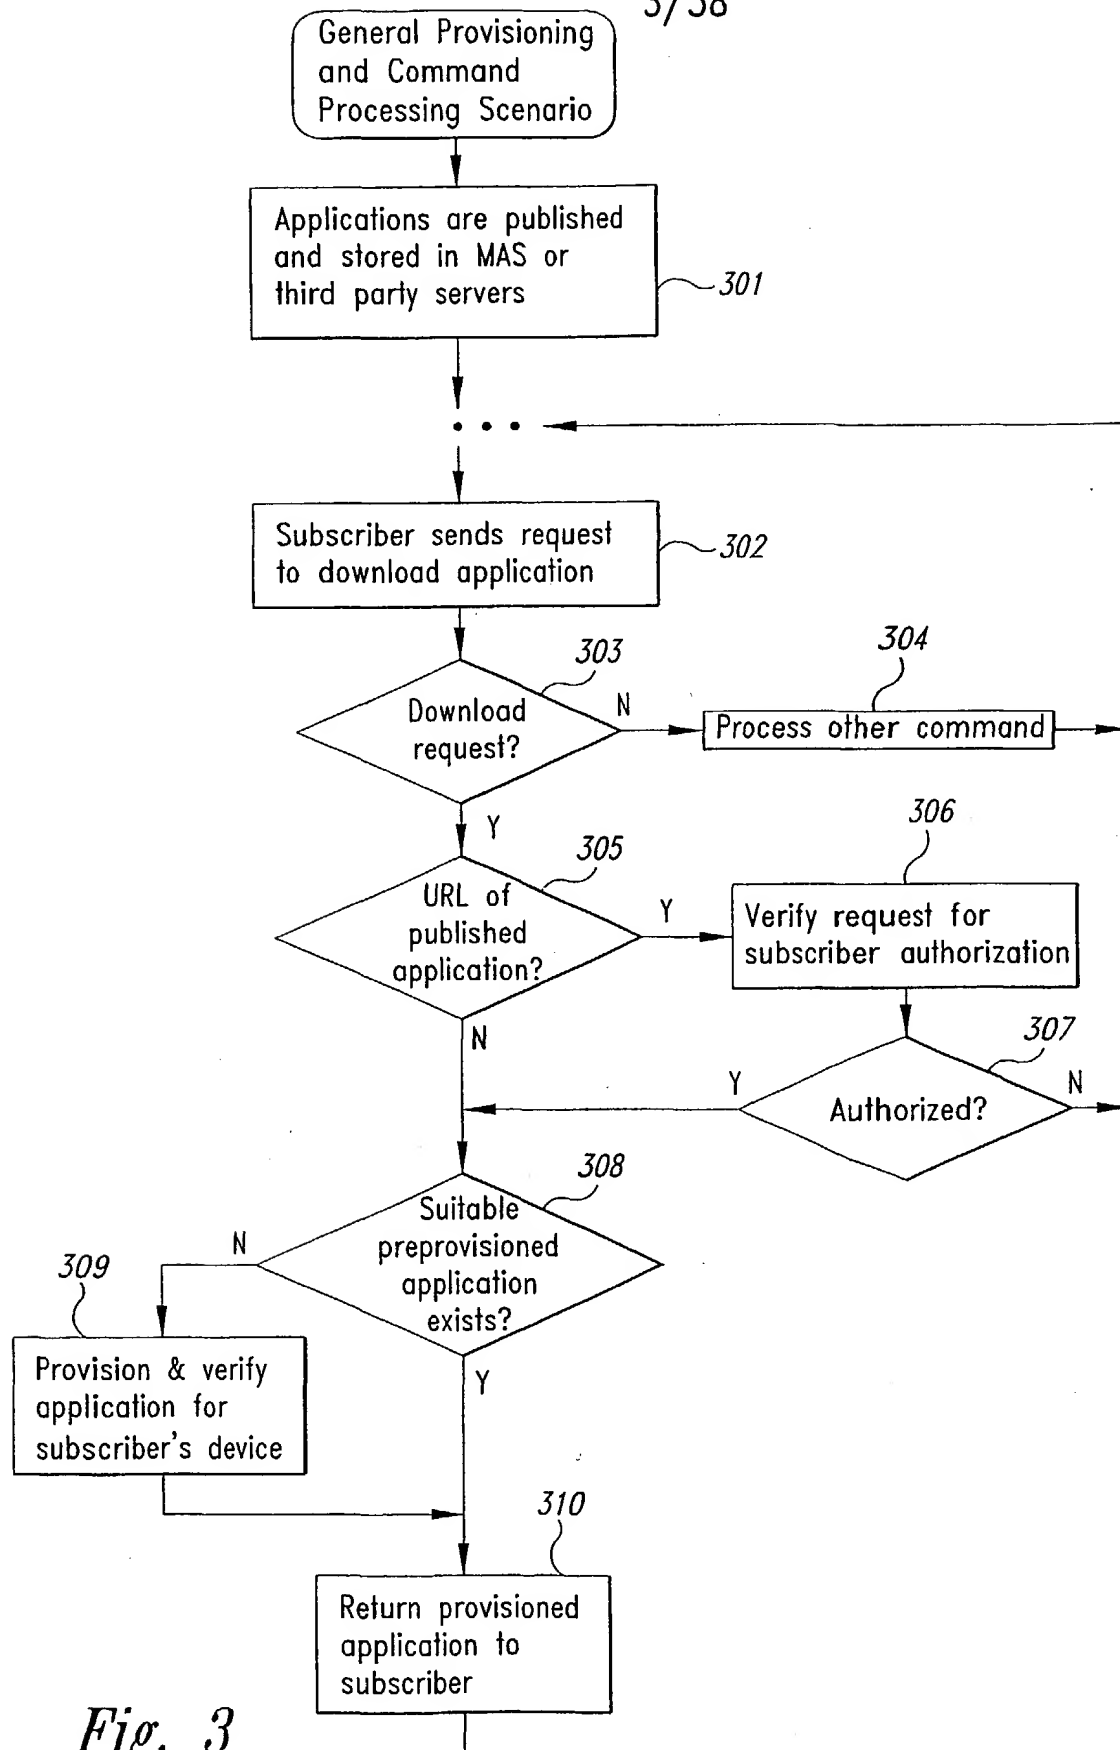 3/38
General Provisioning
and Command
Processing Scenario
Applications are published
and stored in MAS or
third party servers
301
Subscriber sends request
to download application
302
303
304
Download
request?
N
Process other command
Y
305
306
URL of
published
application?
Y
Verify request for
subscriber authorization
N
307
Y
Authorized?
N
308
Suitable
preprovisioned
application
exists?
N
309
Y
Provision & verify
application for
subscriber's device
310
Return provisioned
application to
subscriber
Fig. 3